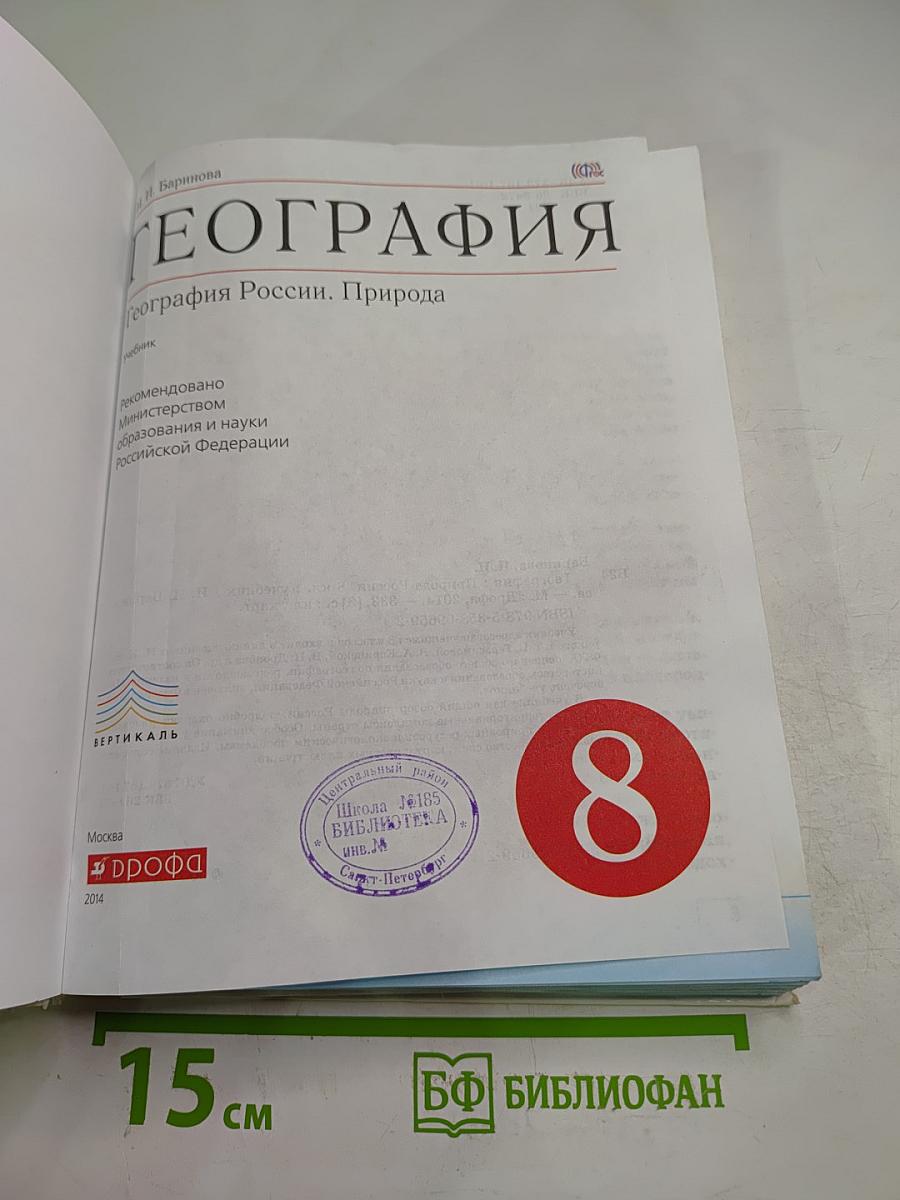 И. Баринова
ФГОС
ГЕОГРАФИЯ
География России. Природа
учебник
Рекомендовано
Министерством
образования и науки
Российской Федерации
ВЕРТИКАЛЬ
Центральный район
Школа №185
БИБЛИОТЕКА
инв.№
Санкт-Петербург
8
Москва
дрофа
2014
15 см
БФ БИБЛИОФАН